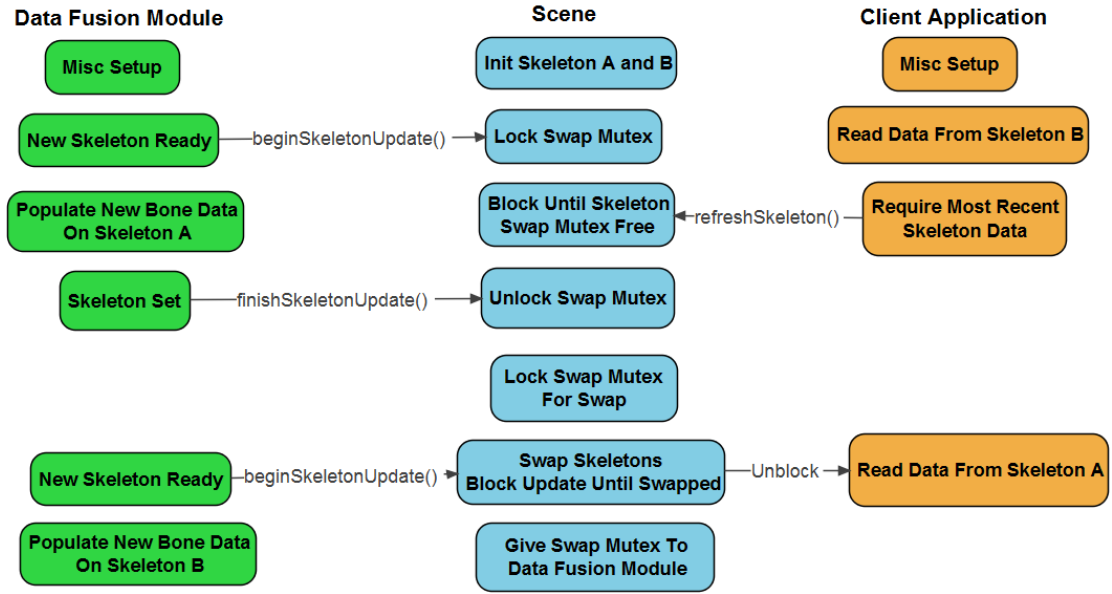 Data Fusion Module
Scene
Client Application
Misc Setup
Init Skeleton A and B
Misc Setup
New Skeleton Ready
beginSkeletonUpdate()
Lock Swap Mutex
Read Data From Skeleton B
Populate New Bone Data
On Skeleton A
Block Until Skeleton
Swap Mutex Free
refreshSkeleton()
Require Most Recent
Skeleton Data
Skeleton Set
finishSkeletonUpdate()
Unlock Swap Mutex
Lock Swap Mutex
For Swap
New Skeleton Ready
beginSkeletonUpdate()
Swap Skeletons
Block Update Until Swapped
Unblock
Read Data From Skeleton A
Populate New Bone Data
On Skeleton B
Give Swap Mutex To
Data Fusion Module